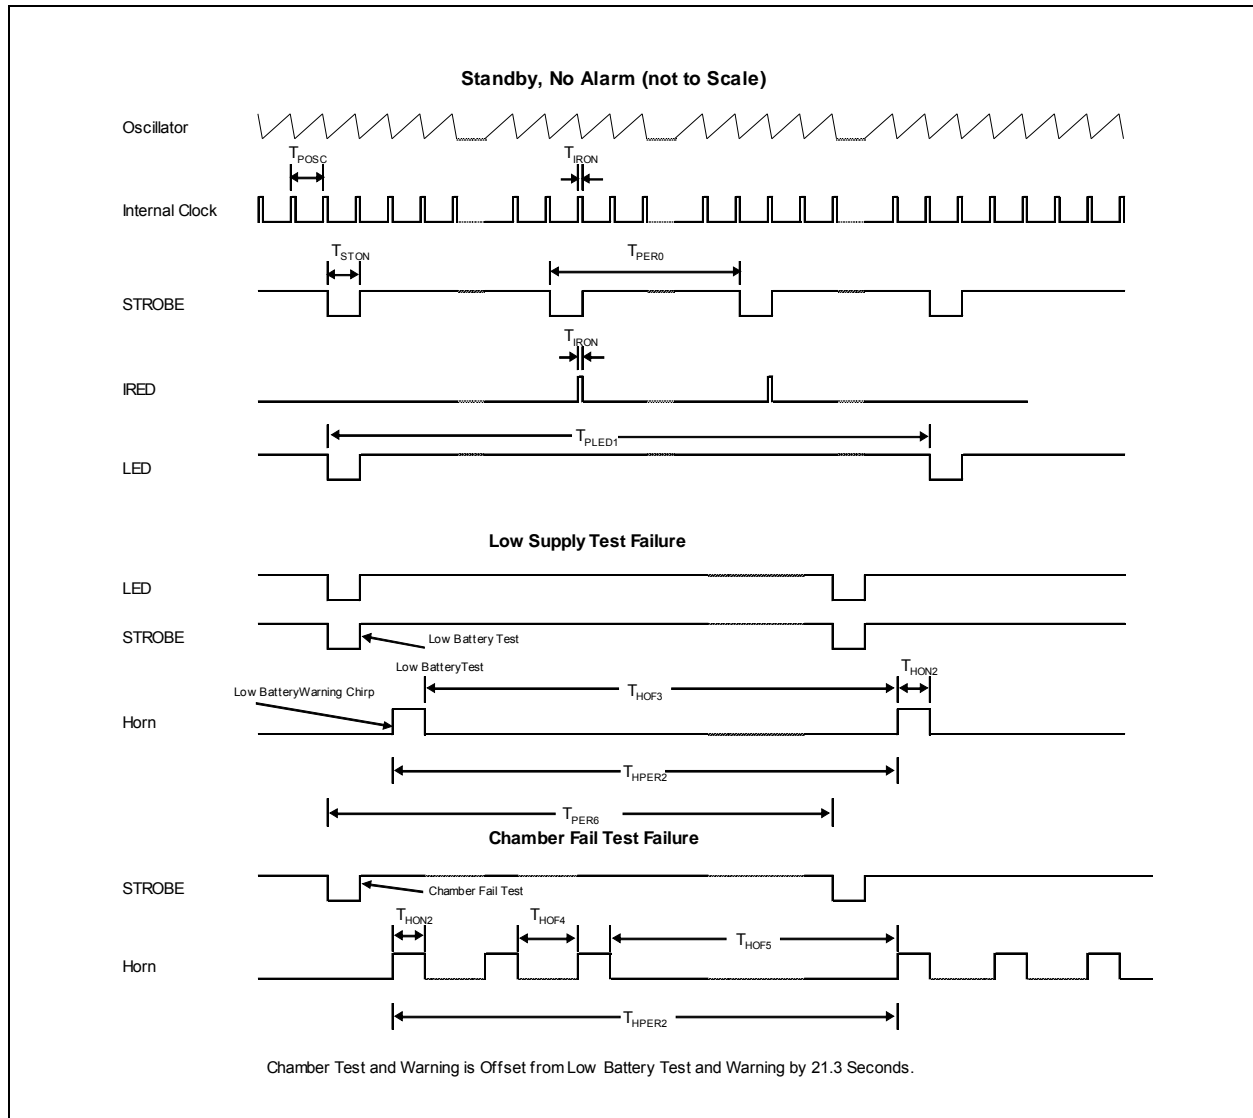 Standby, No Alarm (not to Scale)
Oscillator
TPOSC
TIRON
Internal Clock
TSTON
TPER0
STROBE
TIRON
IRED
TPLED1
LED
Low Supply Test Failure
LED
STROBE
Low Battery Test
Low BatteryTest
THON2
THOF3
Low BatteryWarning Chirp
Horn
THPER2
TPER6
Chamber Fail Test Failure
STROBE
Chamber Fail Test
THON2
THOF4
THOF5
Horn
THPER2
Chamber Test and Warning is Offset from Low Battery Test and Warning by 21.3 Seconds.